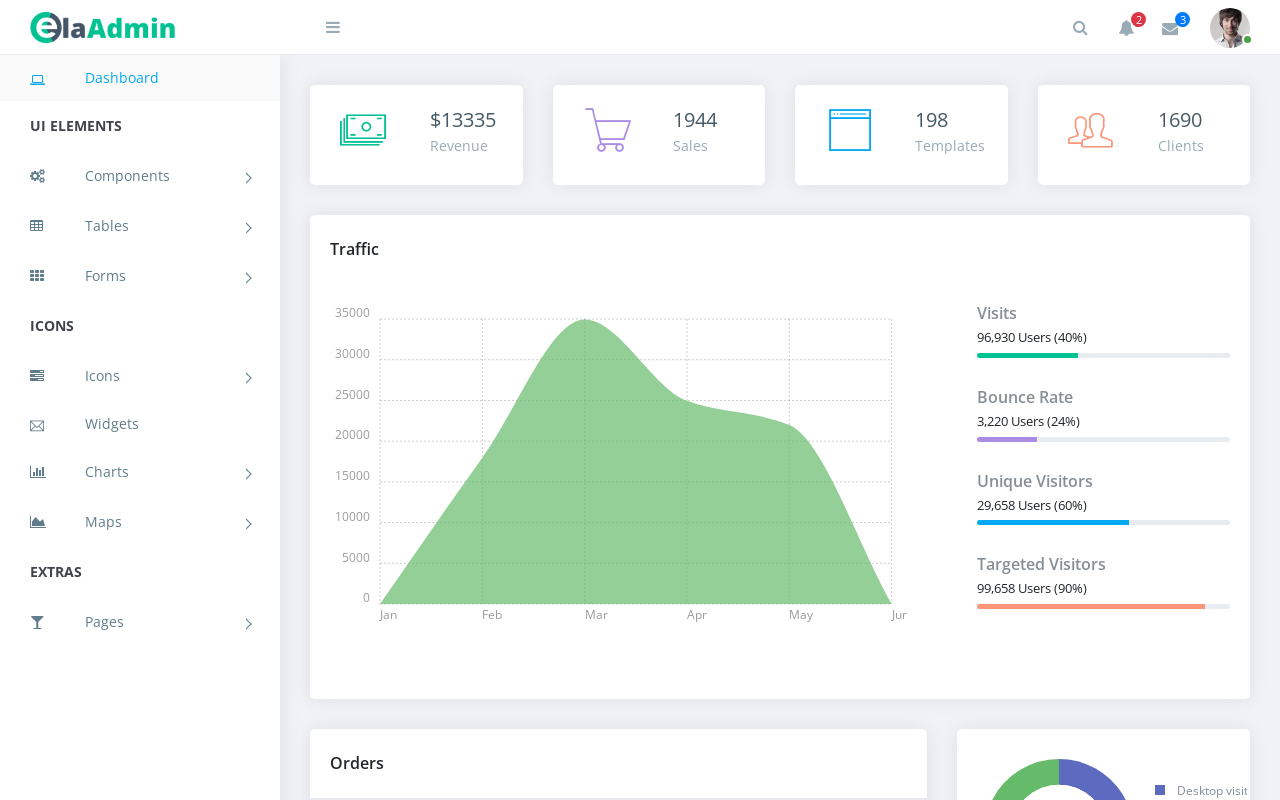 elaAdmin
2
3
Dashboard
UI ELEMENTS
Components
Tables
Forms
ICONS
Icons
Widgets
Charts
Maps
EXTRAS
Pages
$13335
Revenue
1944
Sales
198
Templates
1690
Clients
Traffic
35000
30000
25000
20000
15000
10000
5000
0
Jan Feb Mar Apr May Jur
Visits
96,930 Users (40%)
Bounce Rate
3,220 Users (24%)
Unique Visitors
29,658 Users (60%)
Targeted Visitors
99,658 Users (90%)
Orders
Desktop visit